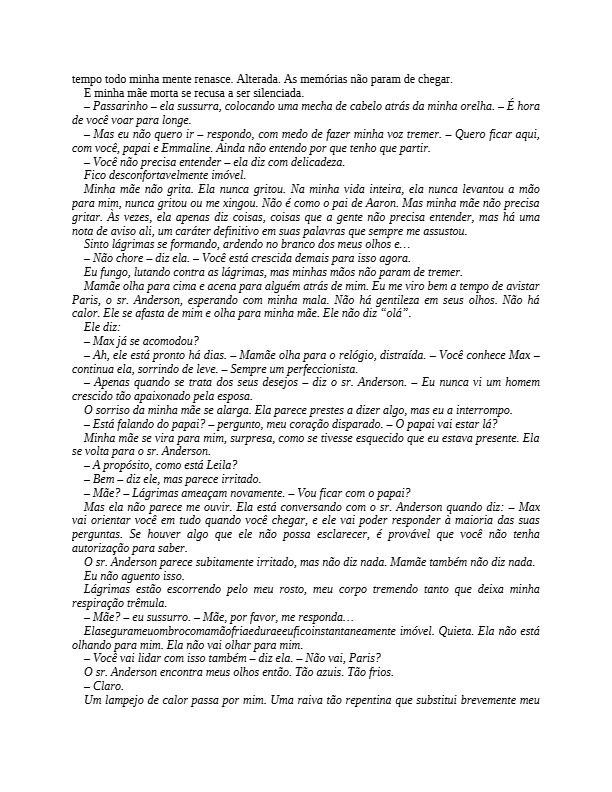 tempo todo minha mente renasce. Alterada. As memórias não param de chegar.
E minha mãe morta se recusa a ser silenciada.
– Passarinho – ela sussurra, colocando uma mecha de cabelo atrás da minha orelha. – É hora
de você voar para longe.
– Mas eu não quero ir – respondo, com medo de fazer minha voz tremer. – Quero ficar aqui,
com você, papai e Emmaline. Ainda não entendo por que tenho que partir.
– Você não precisa entender – ela diz com delicadeza.
Fico desconfortavelmente imóvel.
Minha mãe não grita. Ela nunca gritou. Na minha vida inteira, ela nunca levantou a mão
para mim, nunca gritou ou me xingou. Não é como o pai de Aaron. Mas minha mãe não precisa
gritar. Às vezes, ela apenas diz coisas, coisas que a gente não precisa entender, mas há uma
nota de aviso ali, um caráter definitivo em suas palavras que sempre me assustou.
Sinto lágrimas se formando, ardendo no branco dos meus olhos e…
– Não chore – diz ela. – Você está crescida demais para isso agora.
Eu fungo, lutando contra as lágrimas, mas minhas mãos não param de tremer.
Mamãe olha para cima e acena para alguém atrás de mim. Eu me viro bem a tempo de avistar
Paris, o sr. Anderson, esperando com minha mala. Não há gentileza em seus olhos. Não há
calor. Ele se afasta de mim e olha para minha mãe. Ele não diz “olá”.
Ele diz:
– Max já se acomodou?
– Ah, ele está pronto há dias. – Mamãe olha para o relógio, distraída. – Você conhece Max –
continua ela, sorrindo de leve. – Sempre um perfeccionista.
– Apenas quando se trata dos seus desejos – diz o sr. Anderson. – Eu nunca vi um homem
crescido tão apaixonado pela esposa.
O sorriso da minha mãe se alarga. Ela parece prestes a dizer algo, mas eu a interrompo.
– Está falando do papai? – pergunto, meu coração disparado. – O papai vai estar lá?
Minha mãe se vira para mim, surpresa, como se tivesse esquecido que eu estava presente. Ela
se volta para o sr. Anderson.
– A propósito, como está Leila?
– Bem – diz ele, mas parece irritado.
– Mãe? – Lágrimas ameaçam novamente. – Vou ficar com o papai?
Mas ela não parece me ouvir. Ela está conversando com o sr. Anderson quando diz: – Max
vai orientar você em tudo quando você chegar, e ele vai poder responder à maioria das suas
perguntas. Se houver algo que ele não possa esclarecer, é provável que você não tenha
autorização para saber.
O sr. Anderson parece subitamente irritado, mas não diz nada. Mamãe também não diz nada.
Eu não aguento isso.
Lágrimas estão escorrendo pelo meu rosto, meu corpo tremendo tanto que deixa minha
respiração trêmula.
– Mãe? – eu sussurro. – Mãe, por favor, me responda…
Elasegurameuombrocomamãofriaeduraeeuficoinstantaneamente imóvel. Quieta. Ela não está
olhando para mim. Ela não vai olhar para mim.
– Você vai lidar com isso também – diz ela. – Não vai, Paris?
O sr. Anderson encontra meus olhos então. Tão azuis. Tão frios.
– Claro.
Um lampejo de calor passa por mim. Uma raiva tão repentina que substitui brevemente meu